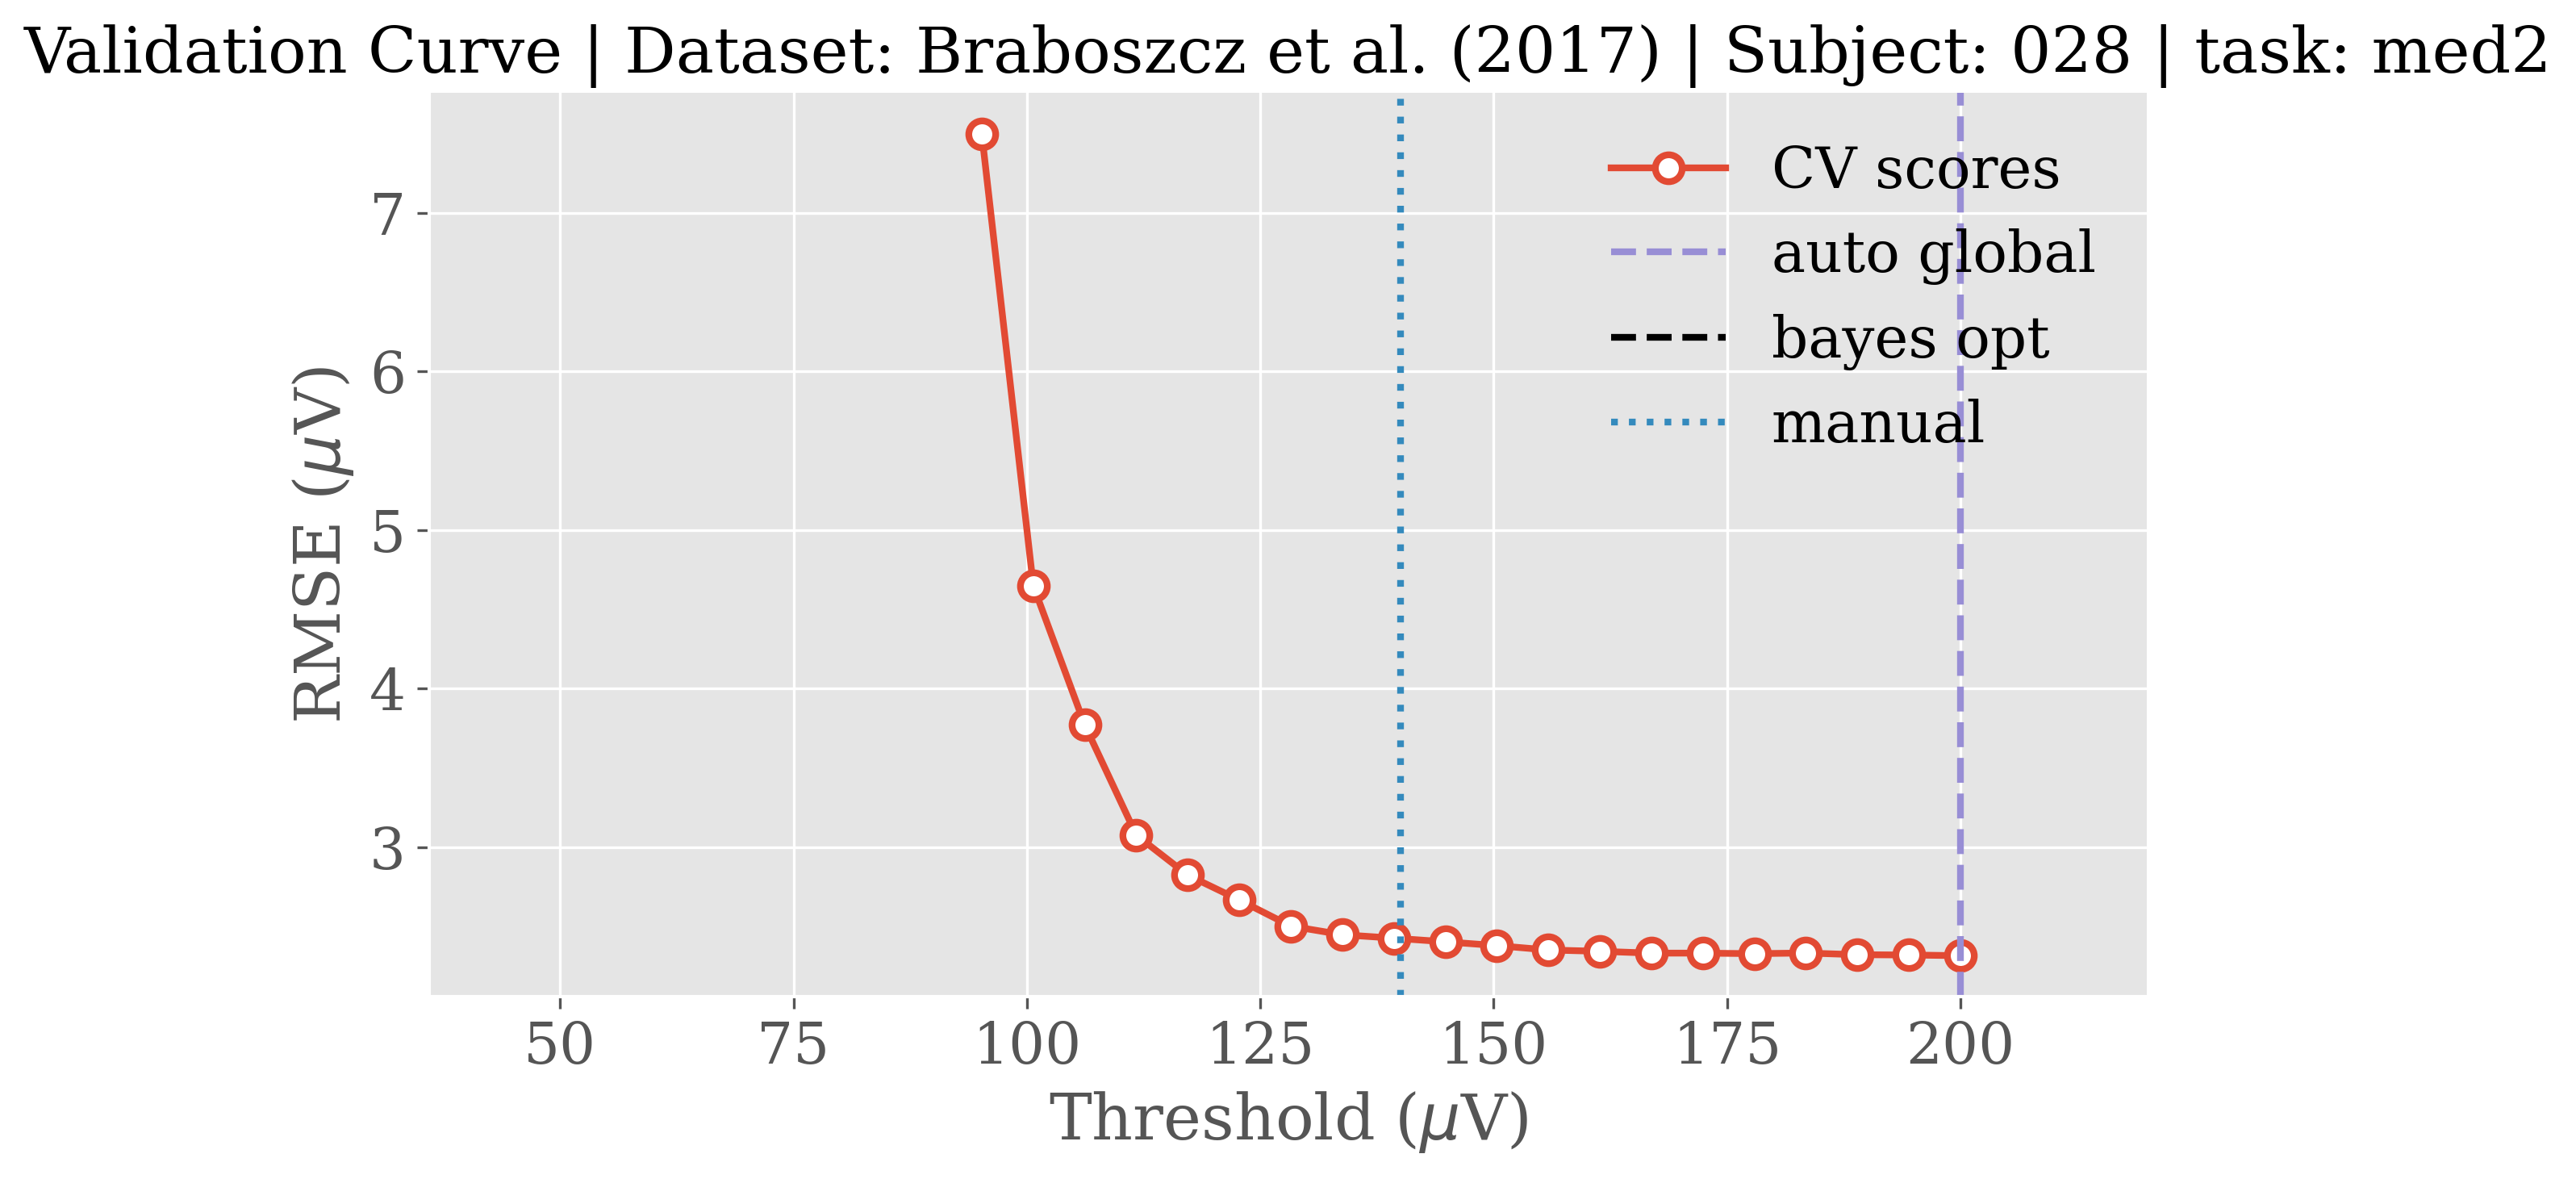 Validation Curve | Dataset: Braboszcz et al. (2017) | Subject: 028 | task: med2
CV scores
auto global
bayes opt
manual
RMSE (μV)
7
6
5
4
3
50 75 100 125 150 175 200
Threshold (μV)